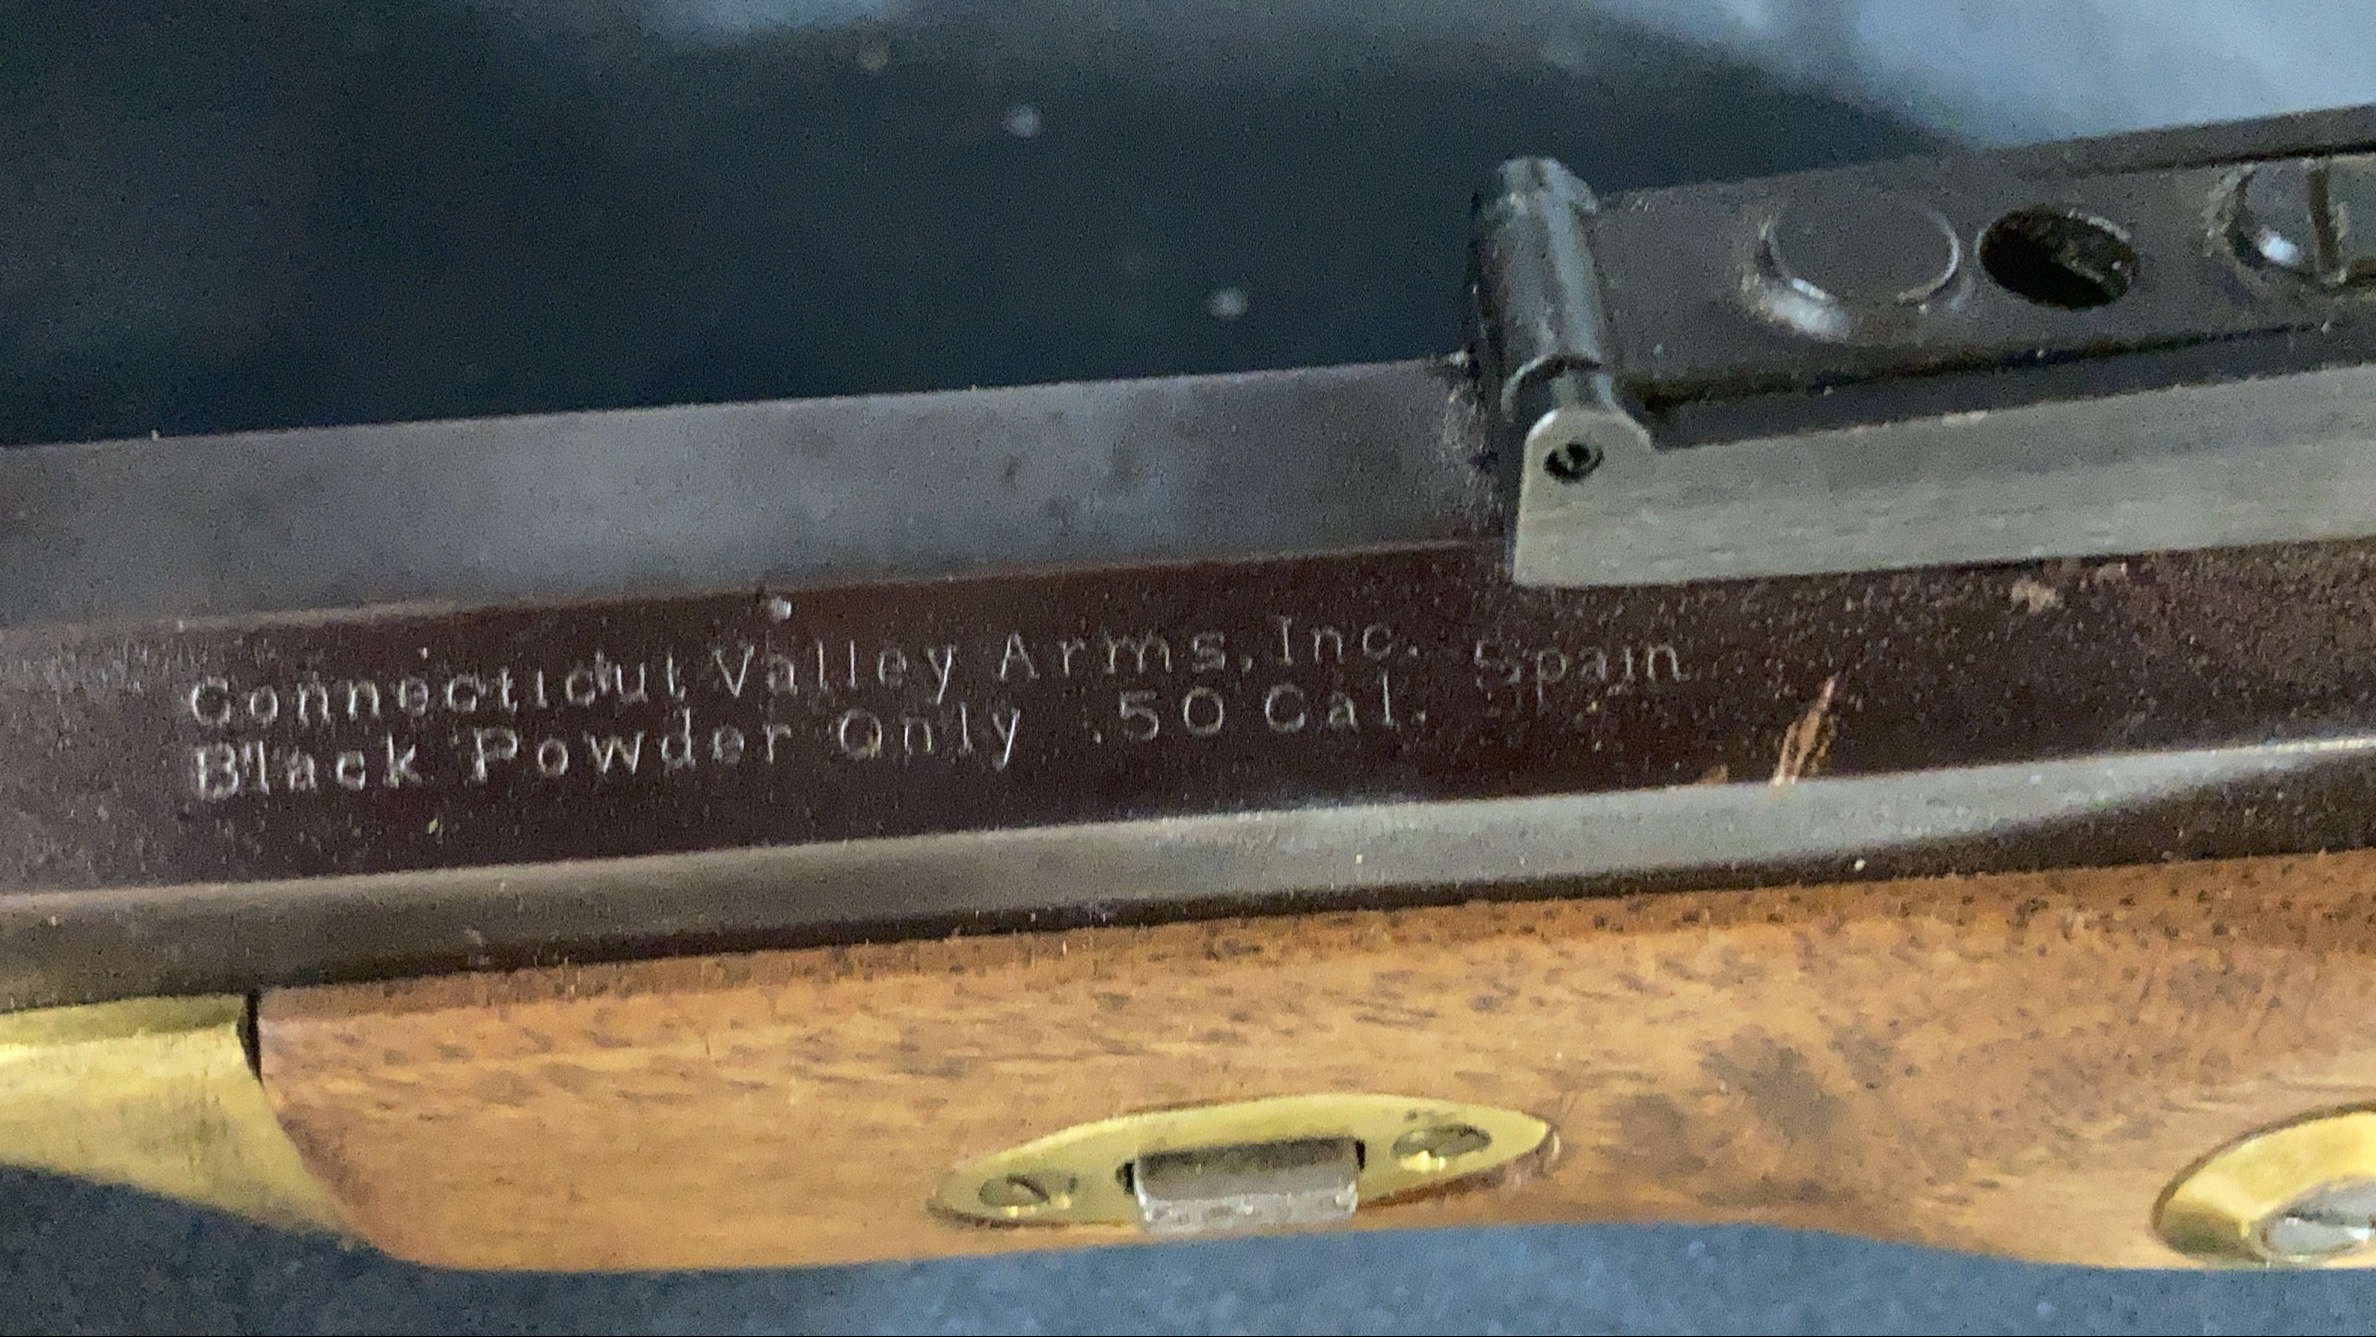 Connecticut Valley Arms, Inc. Spain
Black Powder Only .50 Cal.